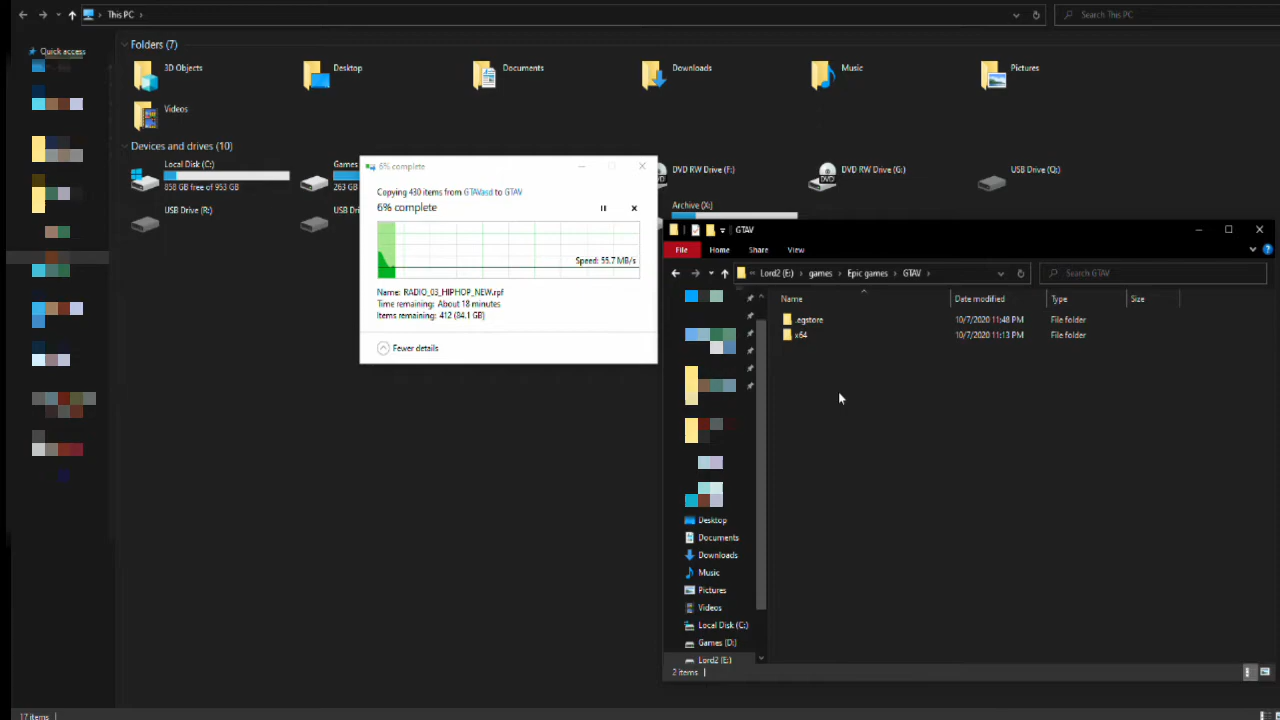 This PC
Search This PC
Quick access
Folders (7)
3D Objects
Desktop
Documents
Downloads
Music
Pictures
Videos
Devices and drives (10)
Local Disk (C:)
858 GB free of 953 GB
Games
263 GB
DVD RW Drive (F:)
DVD RW Drive (G:)
USB Drive (Q:)
USB Drive (R:)
USB Dri
Archive (X:)
6% complete
Copying 430 items from GTAVasd to GTAV
6% complete
Speed: 55.7 MB/s
Name: RADIO_03_HIPHOP_NEW.rpf
Time remaining: About 18 minutes
Items remaining: 412 (84.1 GB)
Fewer details
GTAV
File Home Share View
Lord2 (E:) games Epic games GTAV
Search GTAV
Name Date modified Type Size
.egstore 10/7/2020 11:48 PM File folder
x64 10/7/2020 11:13 PM File folder
Desktop
Documents
Downloads
Music
Pictures
Videos
Local Disk (C:)
Games (D:)
Lord2 (E:)
2 items
17 items